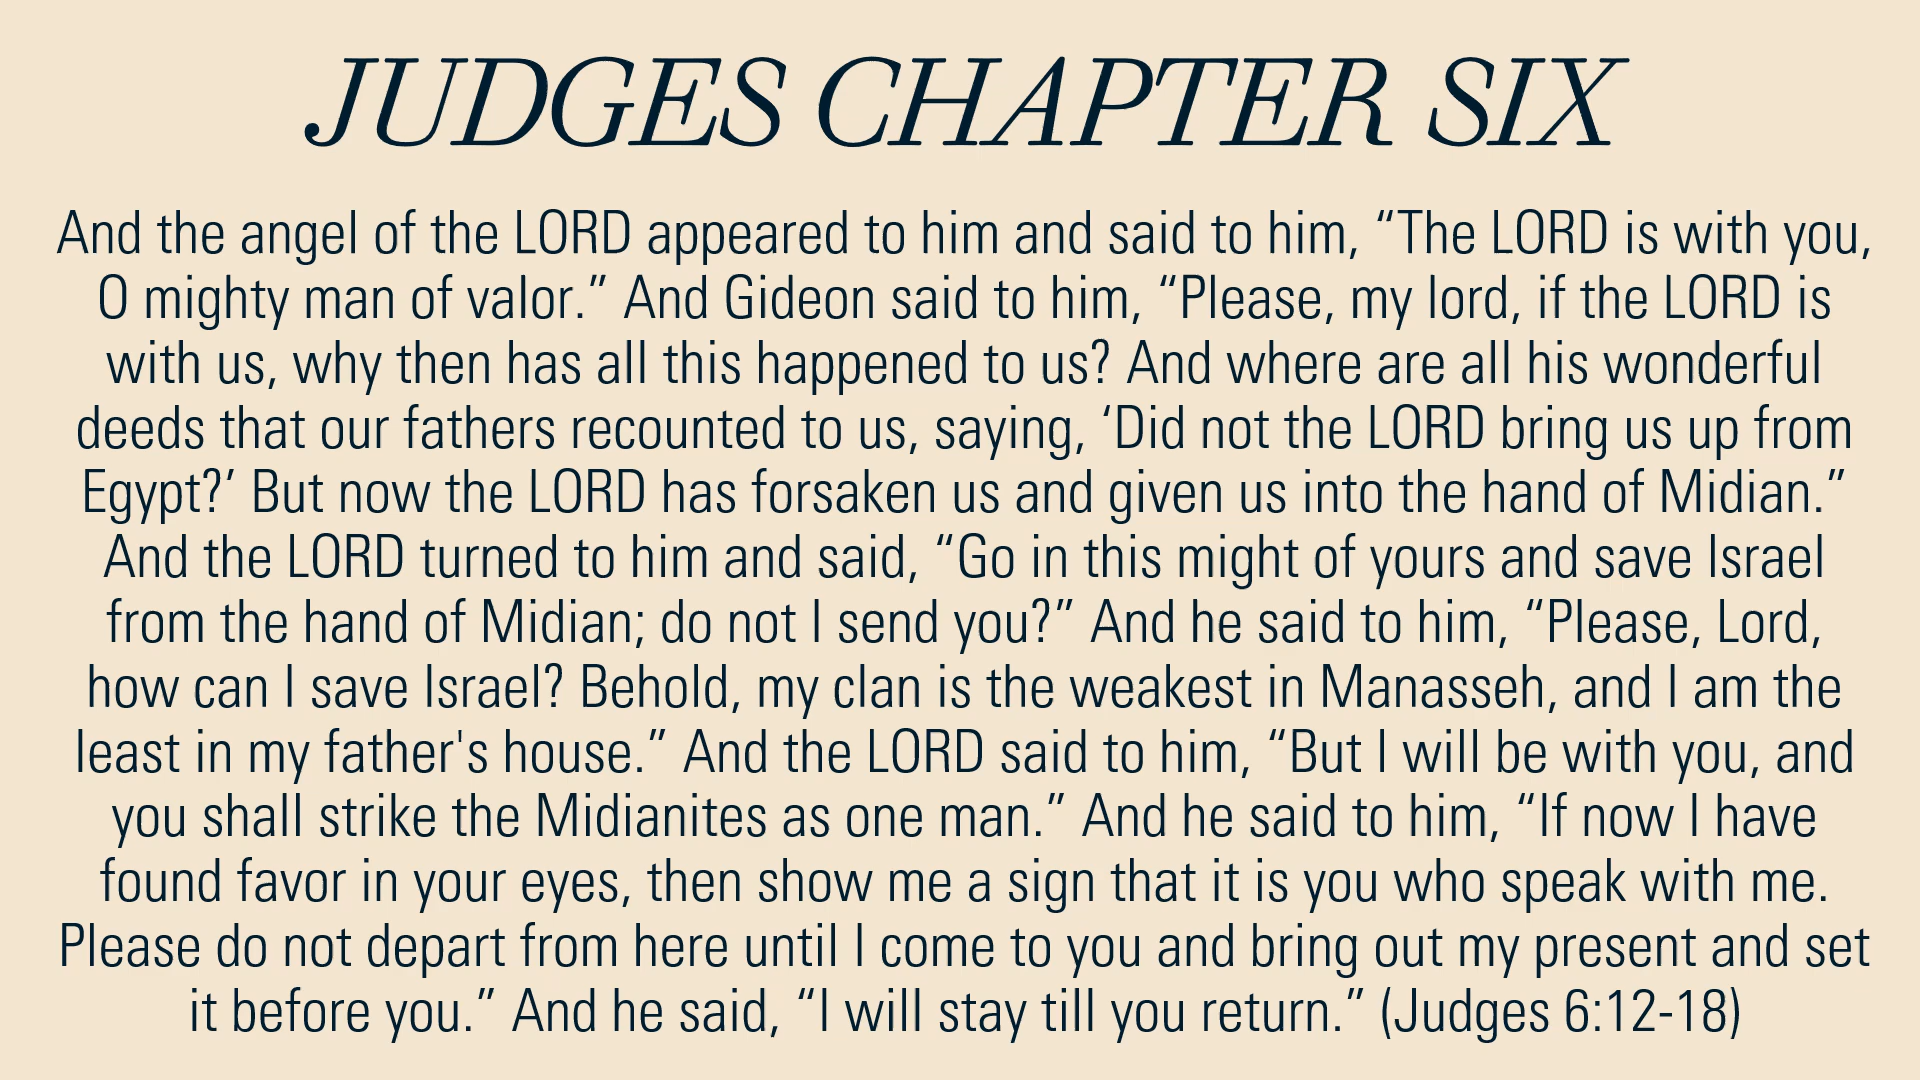 JUDGES CHAPTER SIX
And the angel of the LORD appeared to him and said to him, “The LORD is with you,
O mighty man of valor.” And Gideon said to him, “Please, my lord, if the LORD is
with us, why then has all this happened to us? And where are all his wonderful
deeds that our fathers recounted to us, saying, ‘Did not the LORD bring us up from
Egypt?’ But now the LORD has forsaken us and given us into the hand of Midian.”
And the LORD turned to him and said, “Go in this might of yours and save Israel
from the hand of Midian; do not I send you?” And he said to him, “Please, Lord,
how can I save Israel? Behold, my clan is the weakest in Manasseh, and I am the
least in my father's house.” And the LORD said to him, “But I will be with you, and
you shall strike the Midianites as one man.” And he said to him, “If now I have
found favor in your eyes, then show me a sign that it is you who speak with me.
Please do not depart from here until I come to you and bring out my present and set
it before you.” And he said, “I will stay till you return.” (Judges 6:12-18)